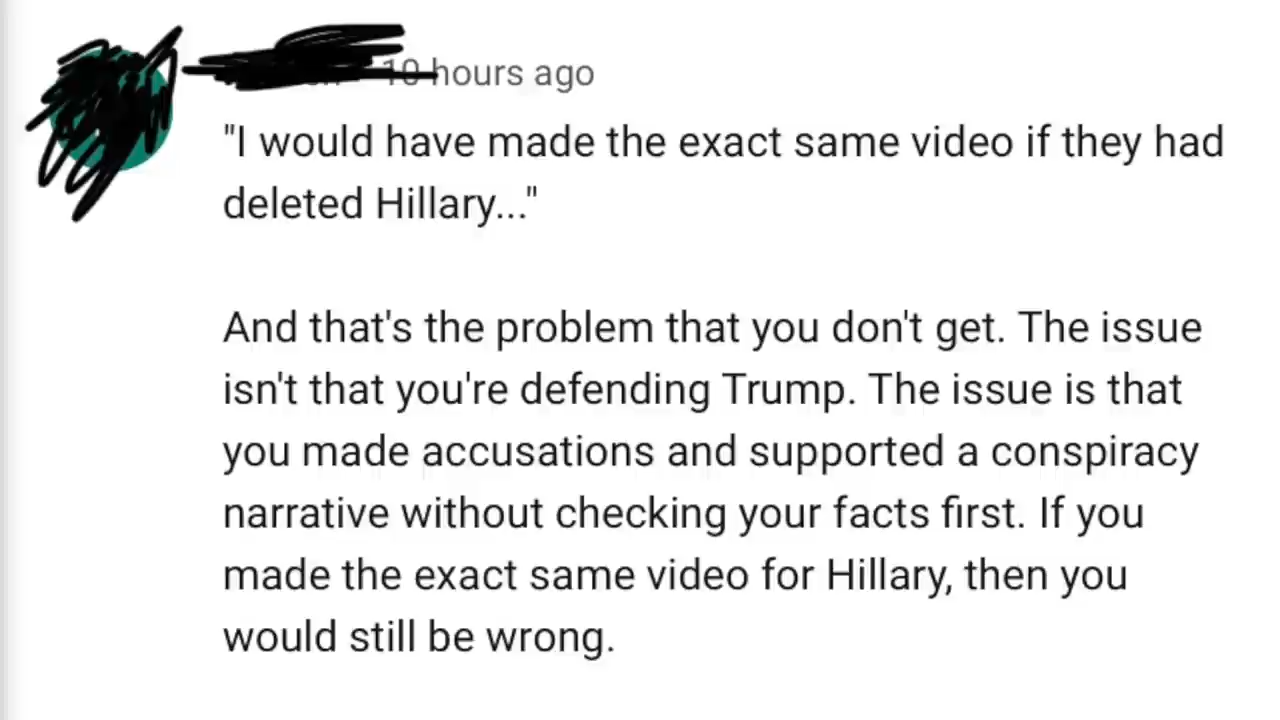 hours ago
"I would have made the exact same video if they had
deleted Hillary..."
And that's the problem that you don't get. The issue
isn't that you're defending Trump. The issue is that
you made accusations and supported a conspiracy
narrative without checking your facts first. If you
made the exact same video for Hillary, then you
would still be wrong.